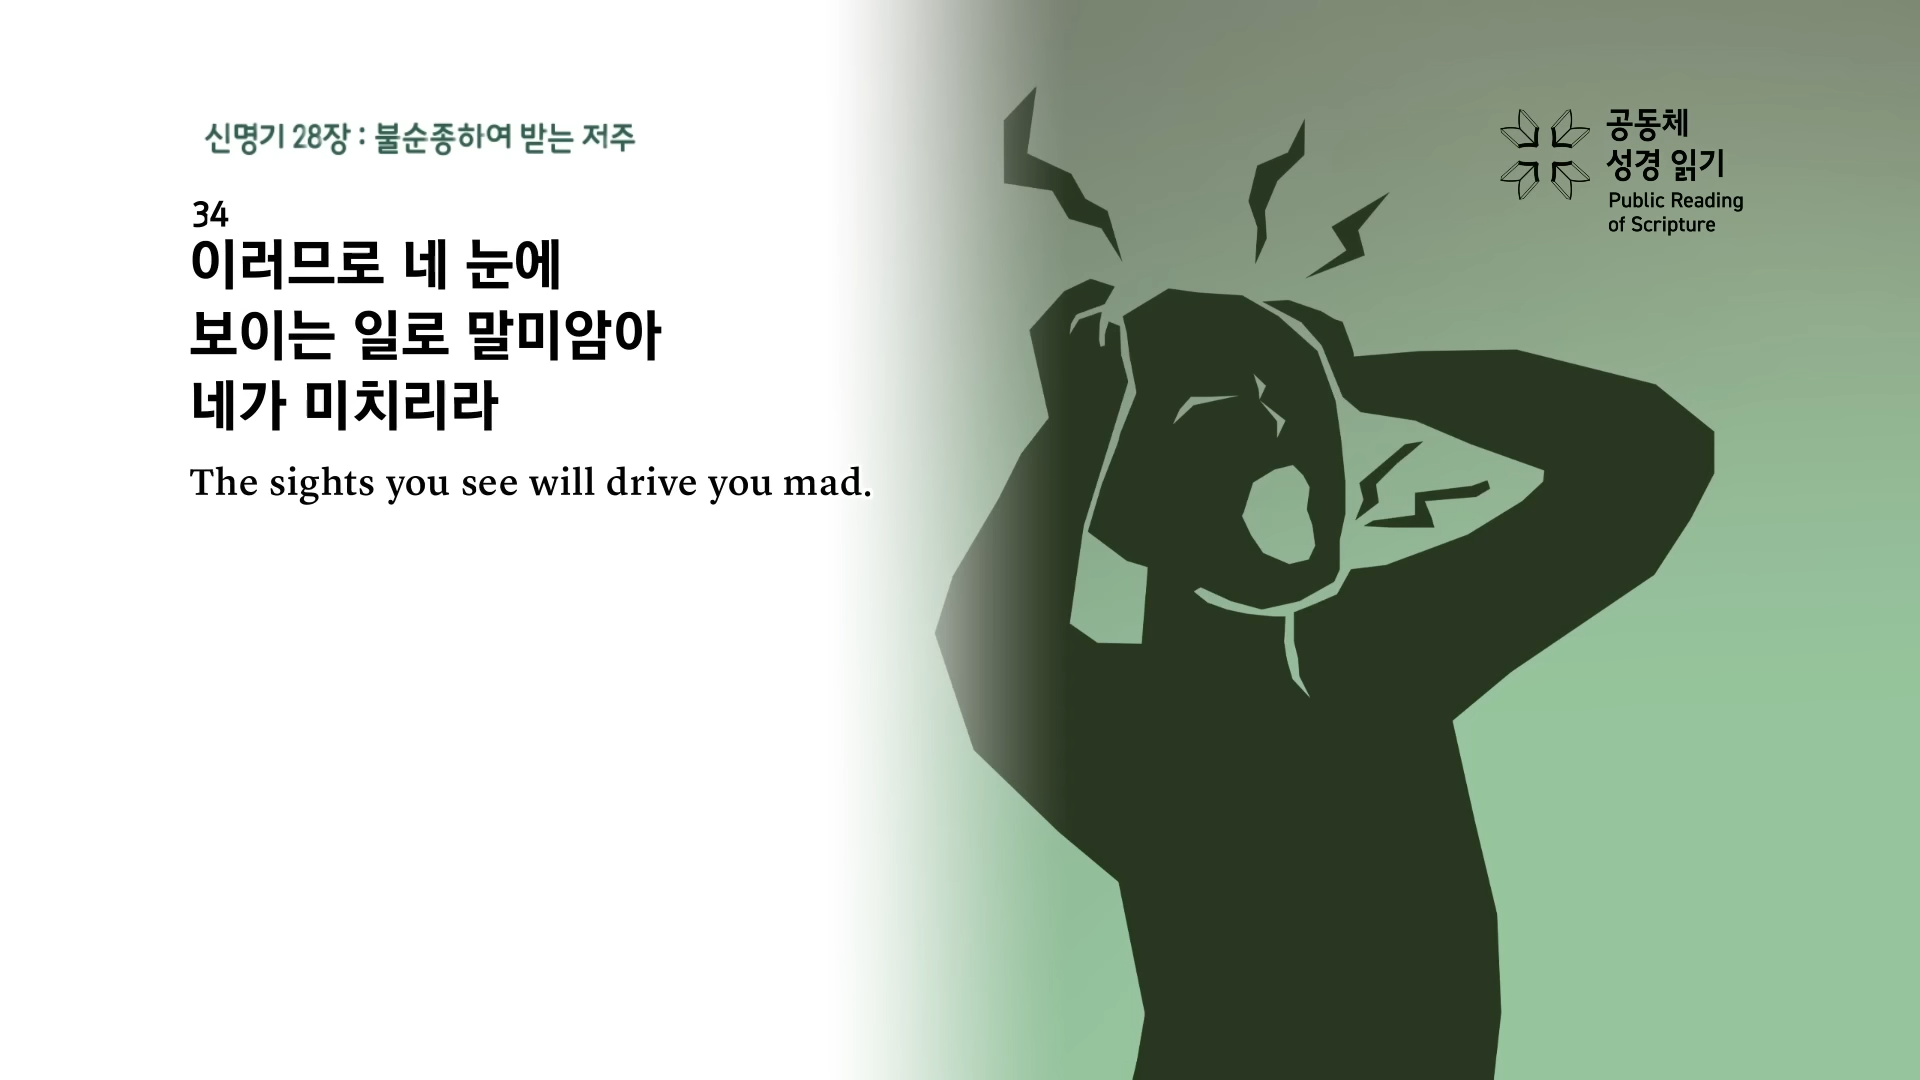 신명기 28장 : 불순종하여 받는 저주
34
이러므로 네 눈에
보이는 일로 말미암아
네가 미치리라
The sights you see will drive you mad.
공동체
성경 읽기
Public Reading
of Scripture